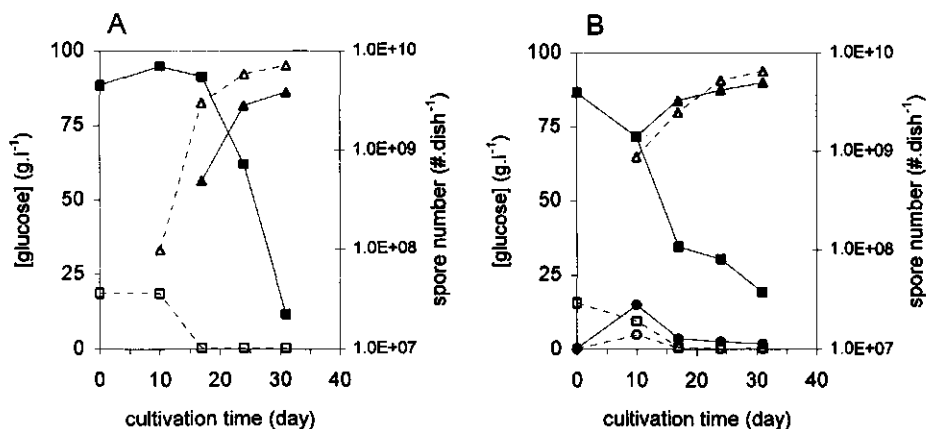 A
100
75
50
25
0
[glucose] (g.l⁻¹)
1.0E+10
1.0E+09
1.0E+08
1.0E+07
spore number (#.dish⁻¹)
0 10 20 30 40
cultivation time (day)
B
100
75
50
25
0
[glucose] (g.l⁻¹)
1.0E+10
1.0E+09
1.0E+08
1.0E+07
spore number (#.dish⁻¹)
0 10 20 30 40
cultivation time (day)